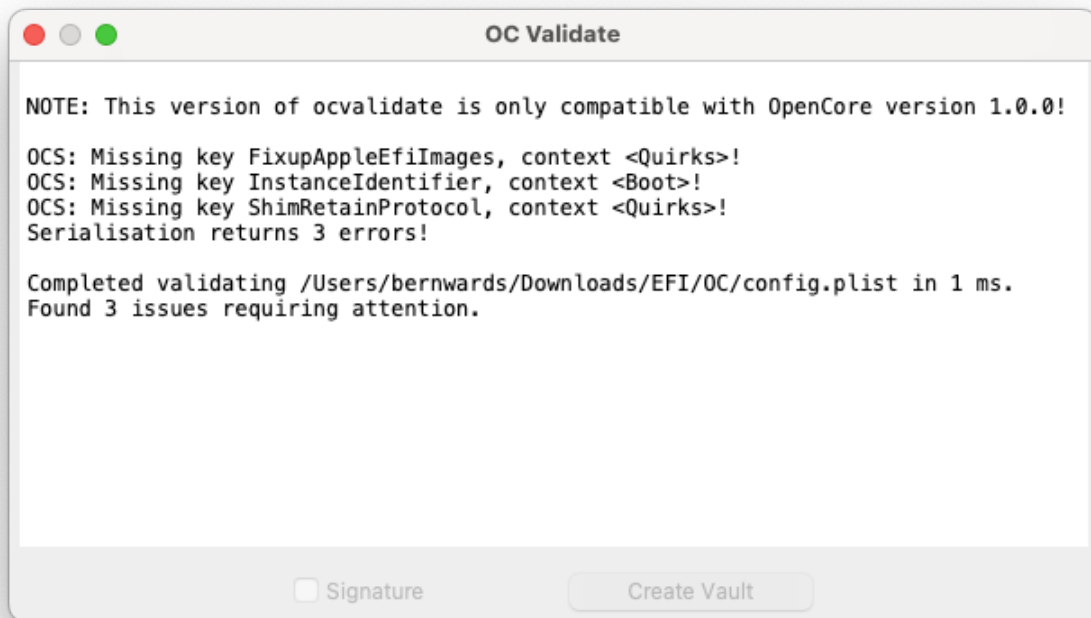 OC Validate
NOTE: This version of ocvalidate is only compatible with OpenCore version 1.0.0!
OCS: Missing key FixupAppleEfiImages, context <Quirks>!
OCS: Missing key InstanceIdentifier, context <Boot>!
OCS: Missing key ShimRetainProtocol, context <Quirks>!
Serialisation returns 3 errors!
Completed validating /Users/bernwards/Downloads/EFI/OC/config.plist in 1 ms.
Found 3 issues requiring attention.
Signature
Create Vault